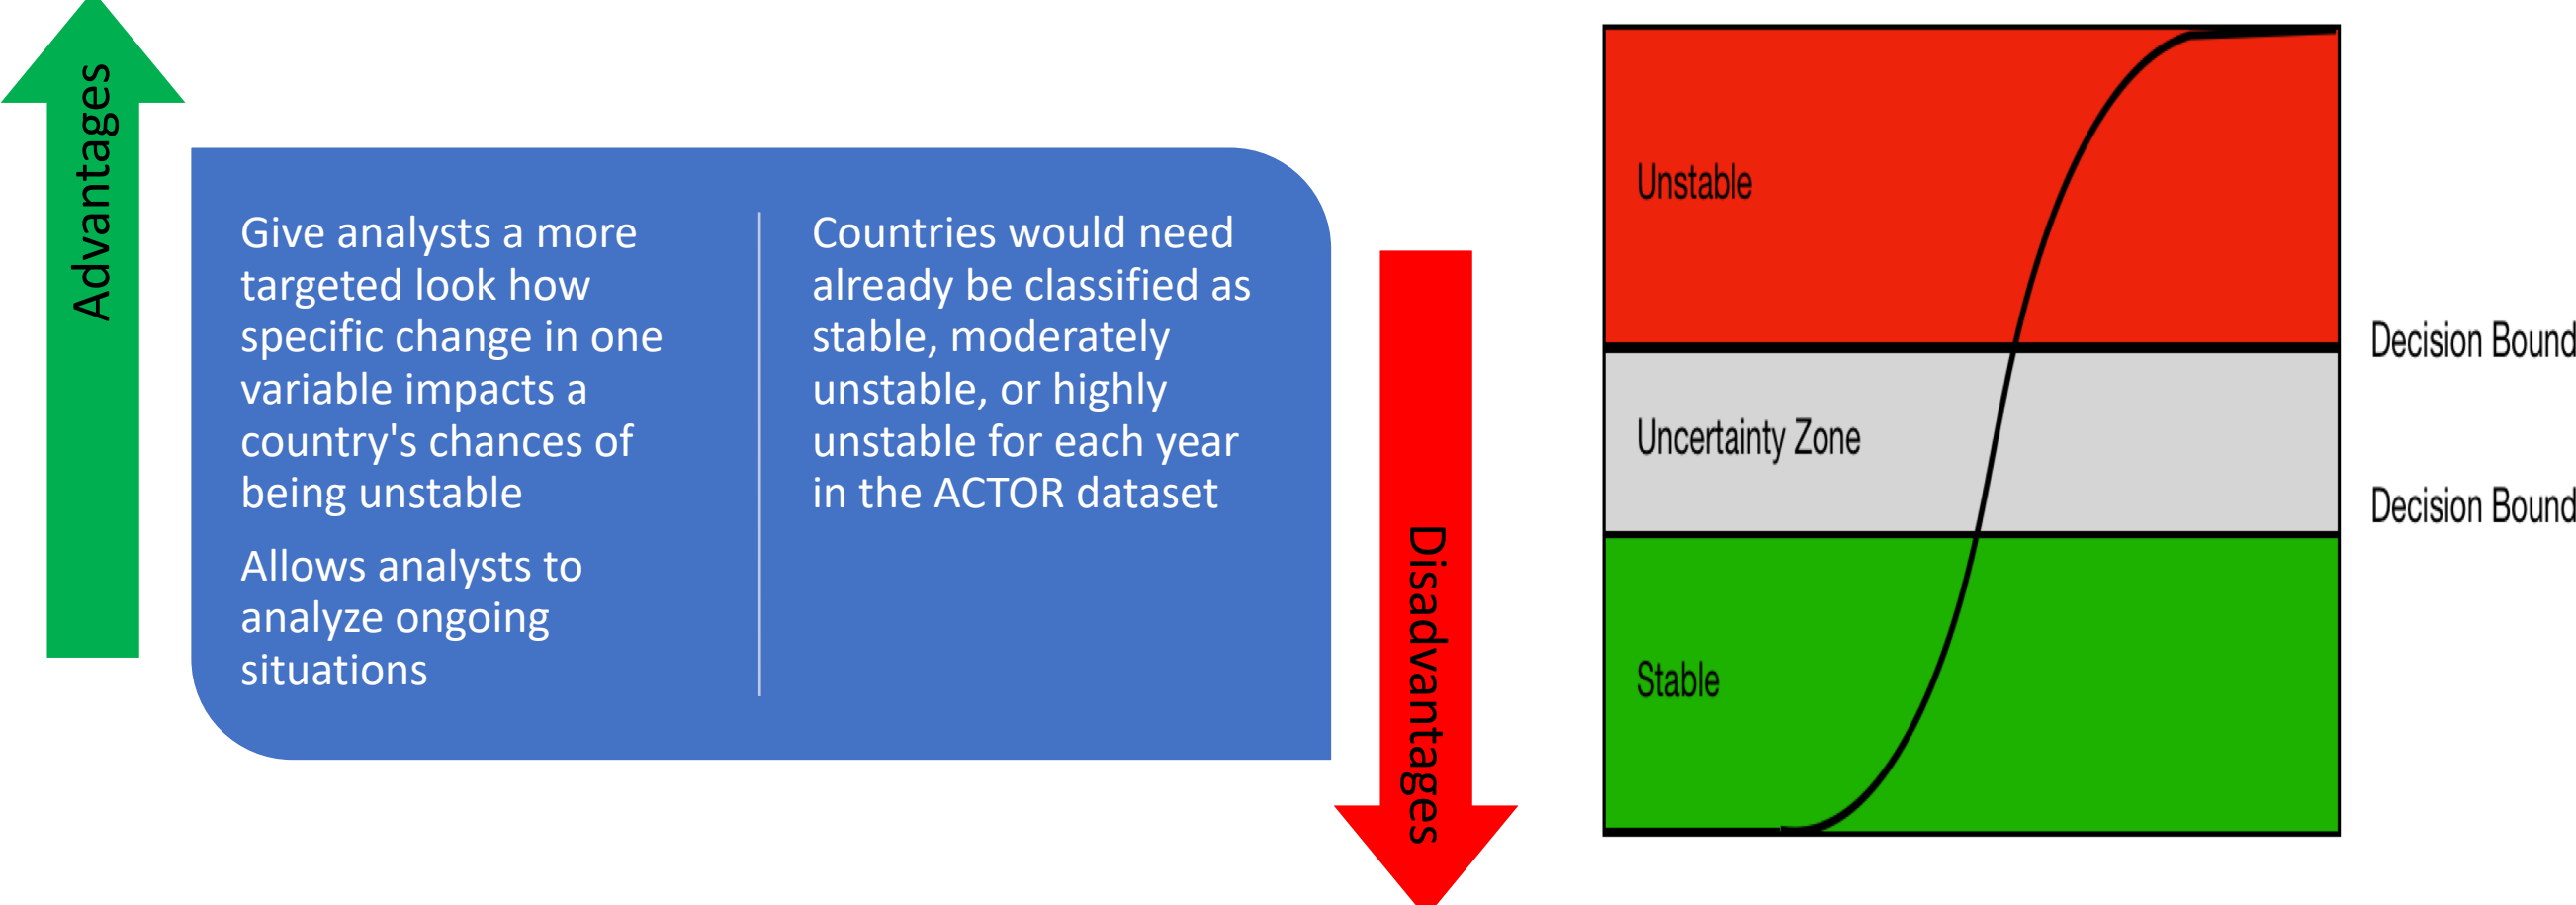 Advantages
Give analysts a more
targeted look how
specific change in one
variable impacts a
country's chances of
being unstable
Allows analysts to
analyze ongoing
situations
Countries would need
already be classified as
stable, moderately
unstable, or highly
unstable for each year
in the ACTOR dataset
Disadvantages
Unstable
Uncertainty Zone
Stable
Decision Bound
Decision Bound